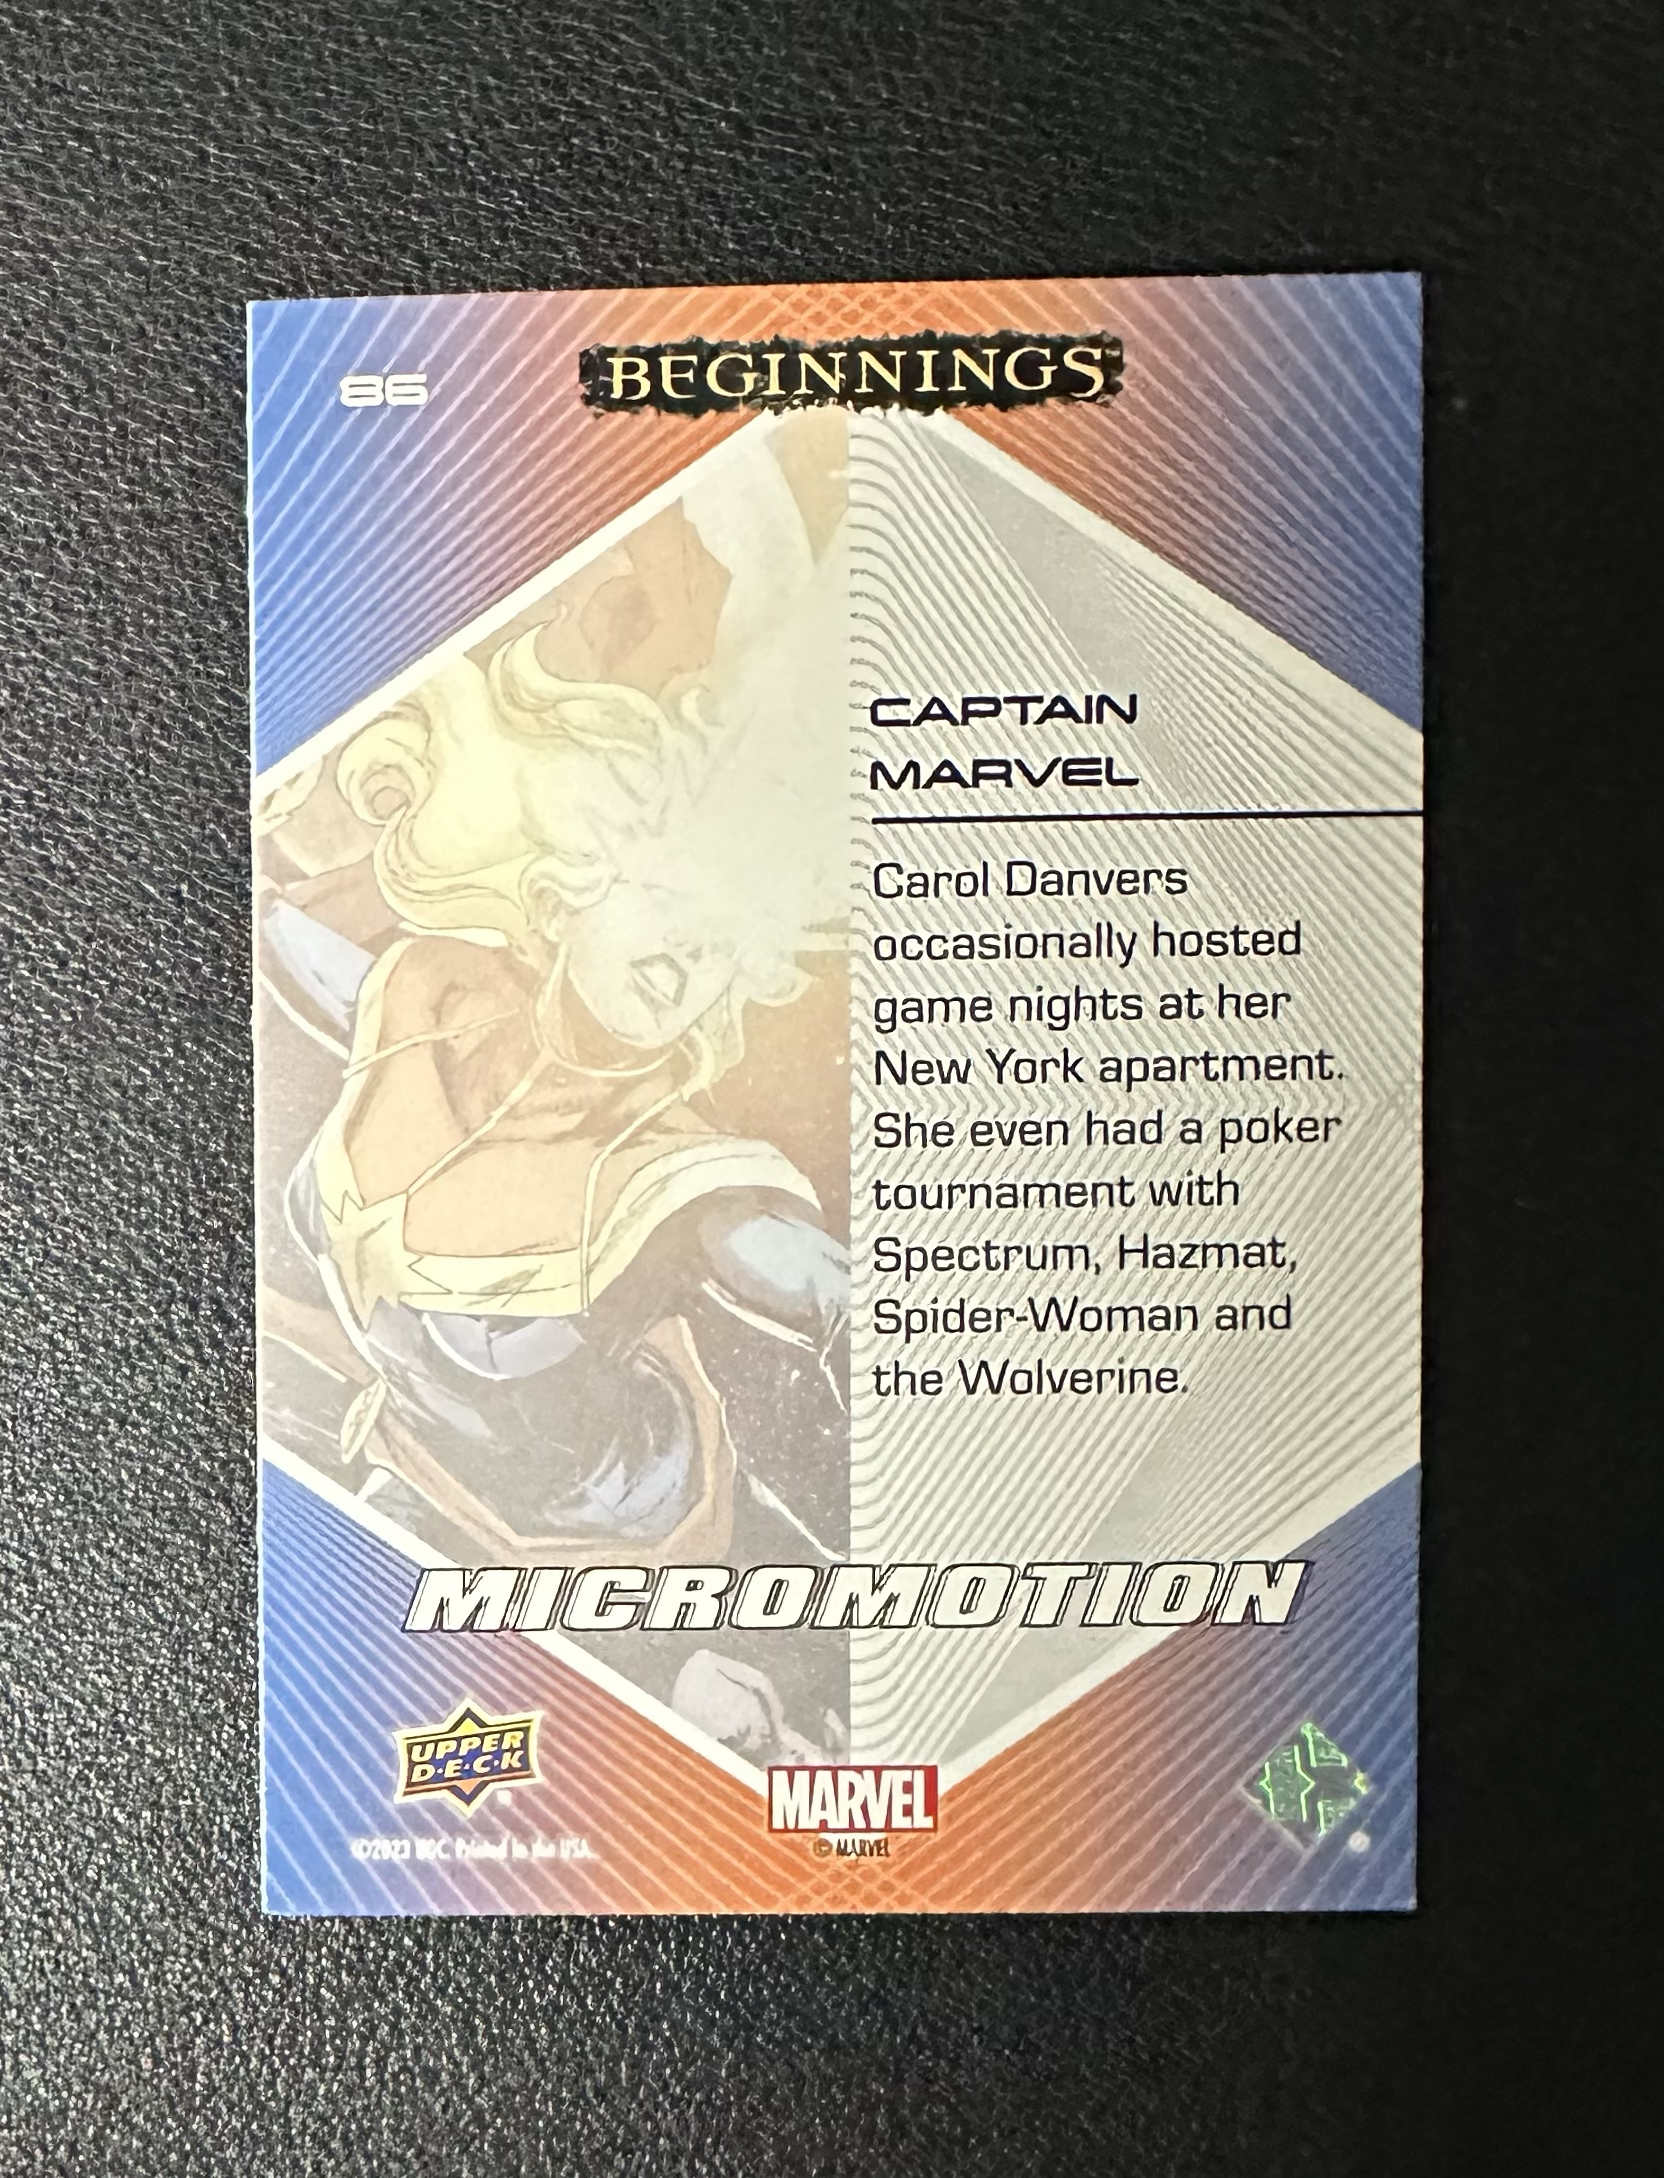 86
BEGINNINGS
CAPTAIN
MARVEL
Carol Danvers
occasionally hosted
game nights at her
New York apartment.
She even had a poker
tournament with
Spectrum, Hazmat,
Spider-Woman and
the Wolverine.
MICROMOTION
UPPER
D·E·C·K
MARVEL
©2023 UDC. Printed in the USA.
© MARVEL